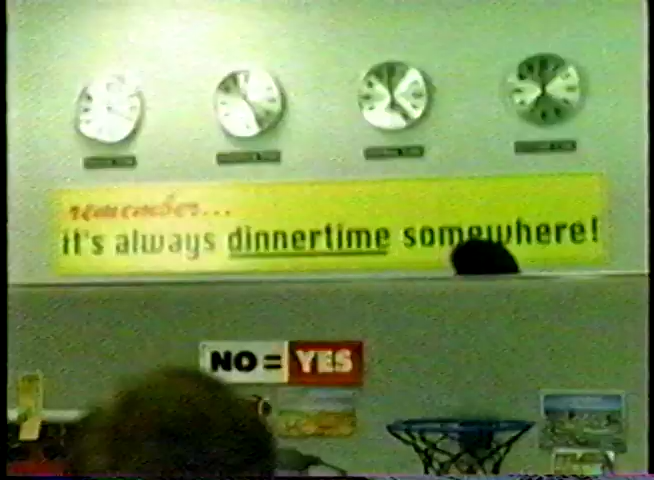 remember...
it's always dinnertime somewhere!
NO = YES